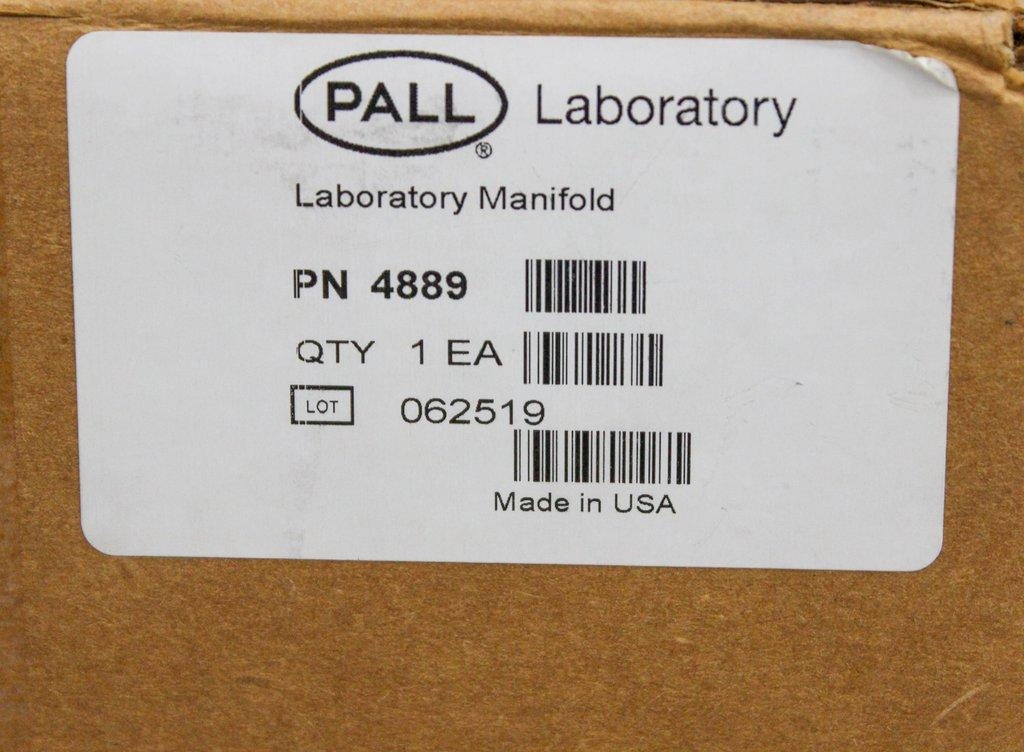 PALL® Laboratory
Laboratory Manifold
PN 4889
QTY 1 EA
LOT 062519
Made in USA